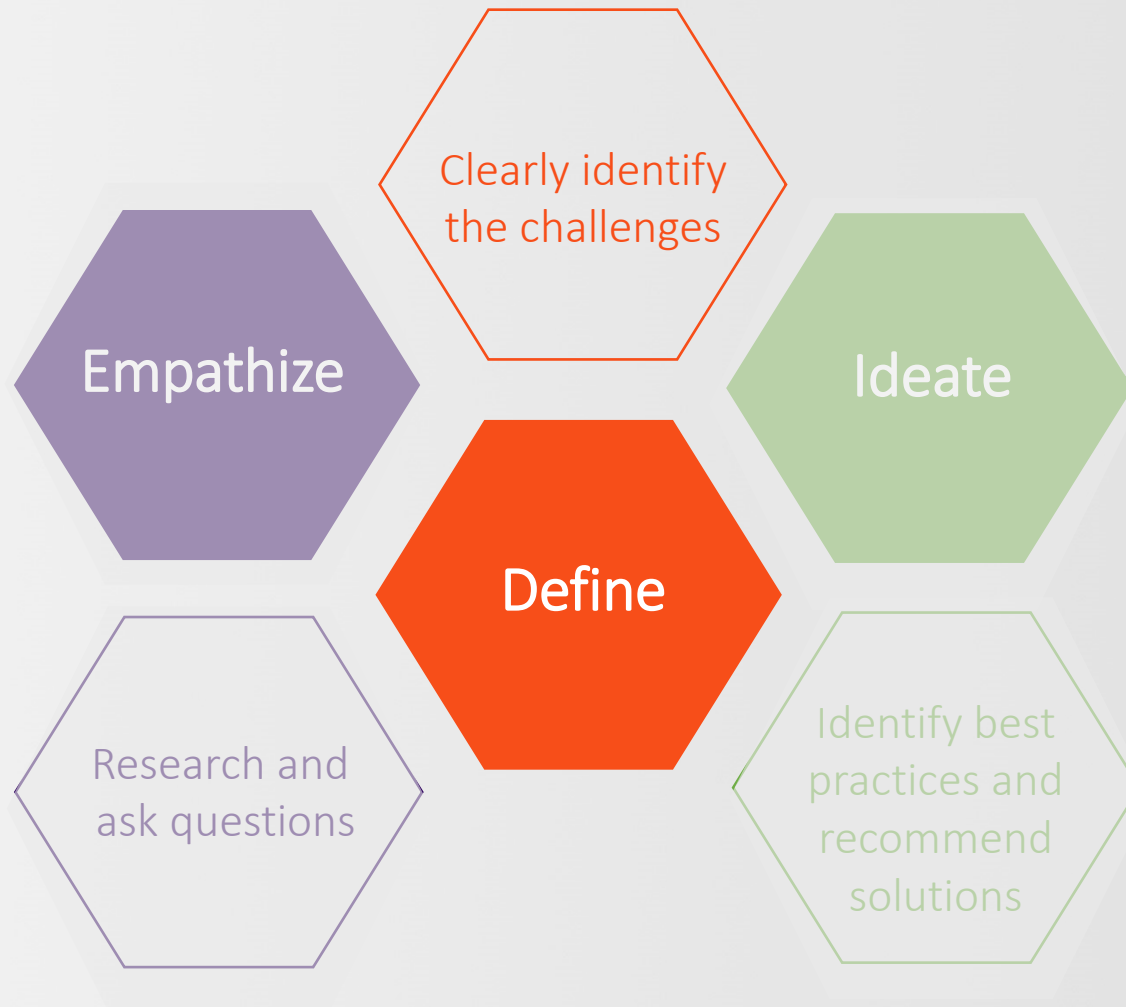 Clearly identify
the challenges
Empathize
Ideate
Define
Research and
ask questions
Identify best
practices and
recommend
solutions